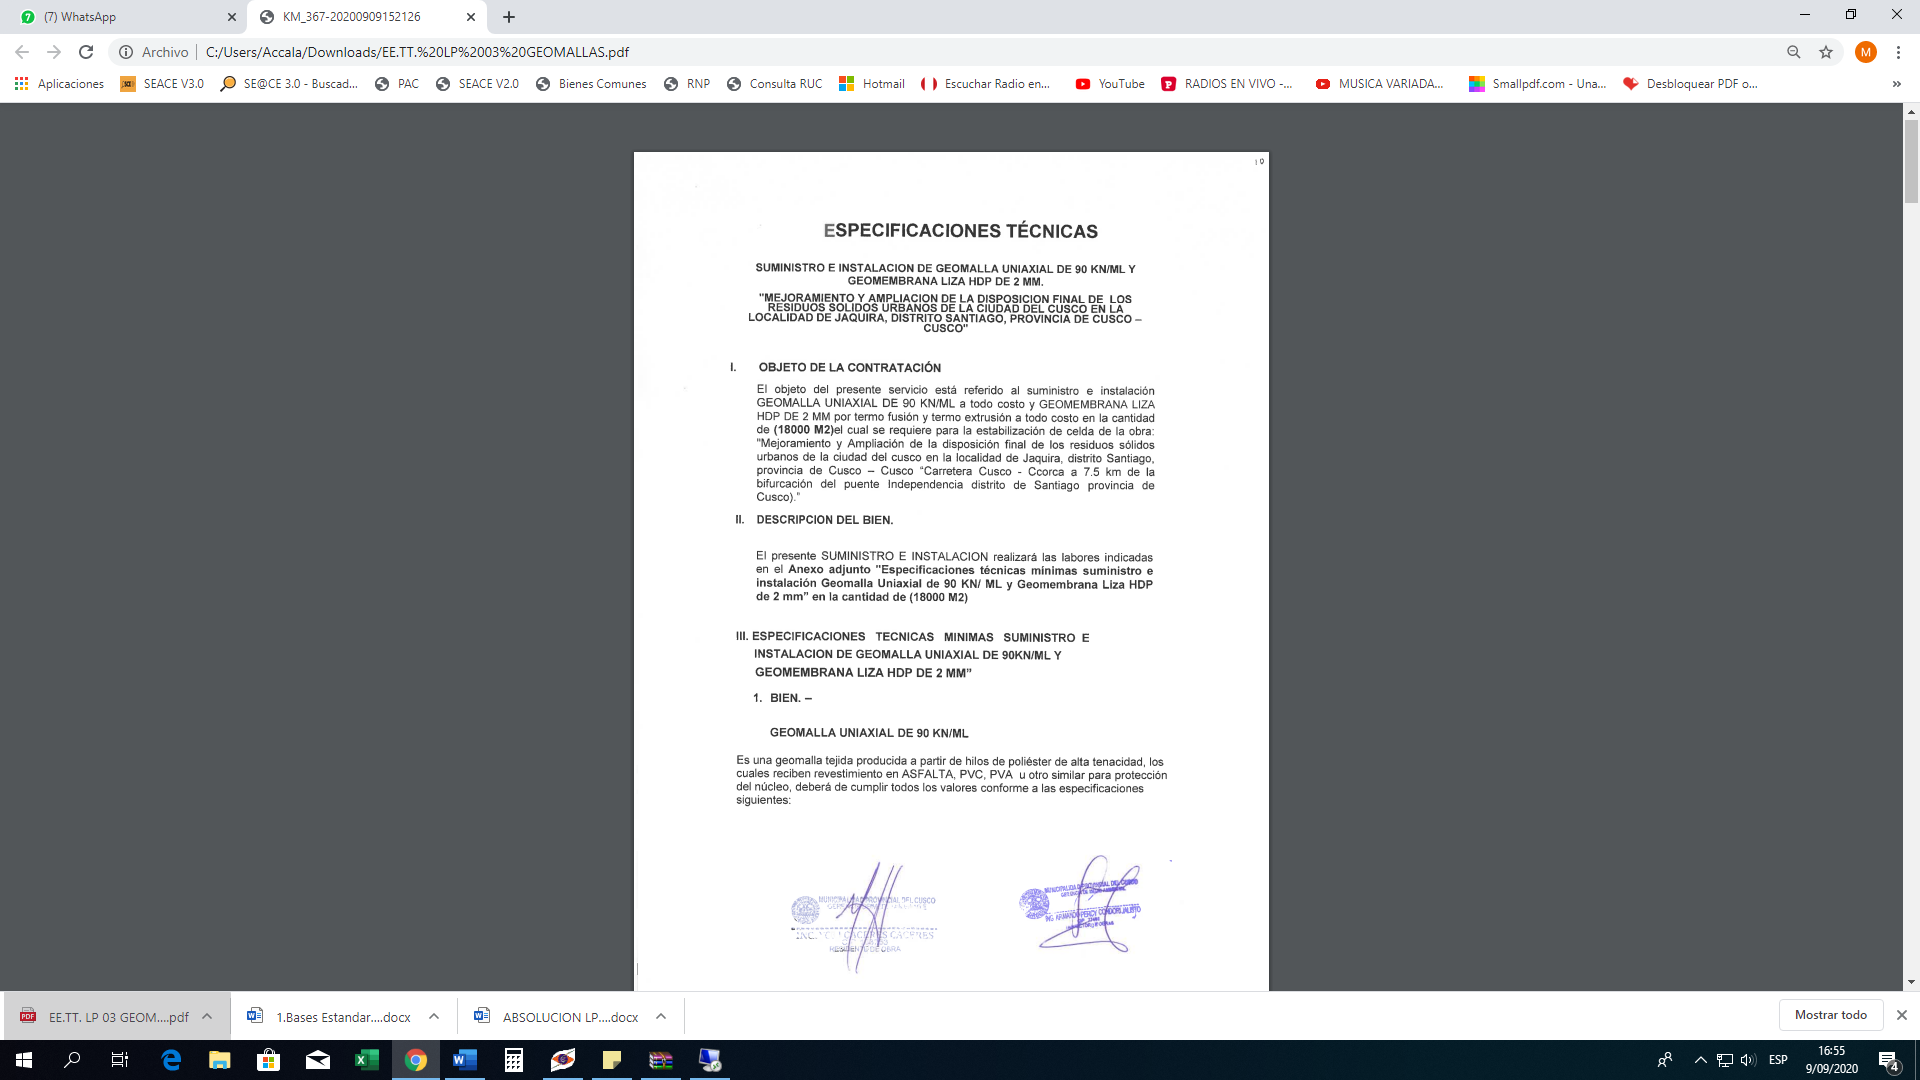 (7) WhatsApp
KM_367-20200909152126
Archivo
C:/Users/Accala/Downloads/EE.TT.%20LP%2003%20GEOMALLAS.pdf
M
Aplicaciones
SEACE V3.0
SE@CE 3.0 - Buscad...
PAC
SEACE V2.0
Bienes Comunes
RNP
Consulta RUC
Hotmail
Escuchar Radio en...
YouTube
RADIOS EN VIVO -...
MUSICA VARIADA...
Smallpdf.com - Una...
Desbloquear PDF o...
»
10
ESPECIFICACIONES TÉCNICAS
SUMINISTRO E INSTALACION DE GEOMALLA UNIAXIAL DE 90 KN/ML Y
GEOMEMBRANA LIZA HDP DE 2 MM.
"MEJORAMIENTO Y AMPLIACION DE LA DISPOSICION FINAL DE LOS
RESIDUOS SOLIDOS URBANOS DE LA CIUDAD DEL CUSCO EN LA
LOCALIDAD DE JAQUIRA, DISTRITO SANTIAGO, PROVINCIA DE CUSCO –
CUSCO"
I. OBJETO DE LA CONTRATACIÓN
El objeto del presente servicio está referido al suministro e instalación
GEOMALLA UNIAXIAL DE 90 KN/ML a todo costo y GEOMEMBRANA LIZA
HDP DE 2 MM por termo fusión y termo extrusión a todo costo en la cantidad
de (18000 M2)el cual se requiere para la estabilización de celda de la obra:
"Mejoramiento y Ampliación de la disposición final de los residuos sólidos
urbanos de la ciudad del cusco en la localidad de Jaquira, distrito Santiago,
provincia de Cusco – Cusco "Carretera Cusco - Ccorca a 7.5 km de la
bifurcación del puente Independencia distrito de Santiago provincia de
Cusco)."
II. DESCRIPCION DEL BIEN.
El presente SUMINISTRO E INSTALACION realizará las labores indicadas
en el Anexo adjunto "Especificaciones técnicas mínimas suministro e
instalación Geomalla Uniaxial de 90 KN/ ML y Geomembrana Liza HDP
de 2 mm" en la cantidad de (18000 M2)
III. ESPECIFICACIONES TECNICAS MINIMAS SUMINISTRO E
INSTALACION DE GEOMALLA UNIAXIAL DE 90KN/ML Y
GEOMEMBRANA LIZA HDP DE 2 MM"
1. BIEN. –
GEOMALLA UNIAXIAL DE 90 KN/ML
Es una geomalla tejida producida a partir de hilos de poliéster de alta tenacidad, los
cuales reciben revestimiento en ASFALTA, PVC, PVA u otro similar para protección
del núcleo, deberá de cumplir todos los valores conforme a las especificaciones
siguientes:
MUNICIPALIDAD PROVINCIAL DEL CUSCO
CACERES CACERES
RESIDENTE DE OBRA
MUNICIPALIDAD PROVINCIAL DEL CUSCO
EE.TT. LP 03 GEOM....pdf
1.Bases Estandar....docx
ABSOLUCION LP....docx
Mostrar todo
ESP
16:55
9/09/2020
4